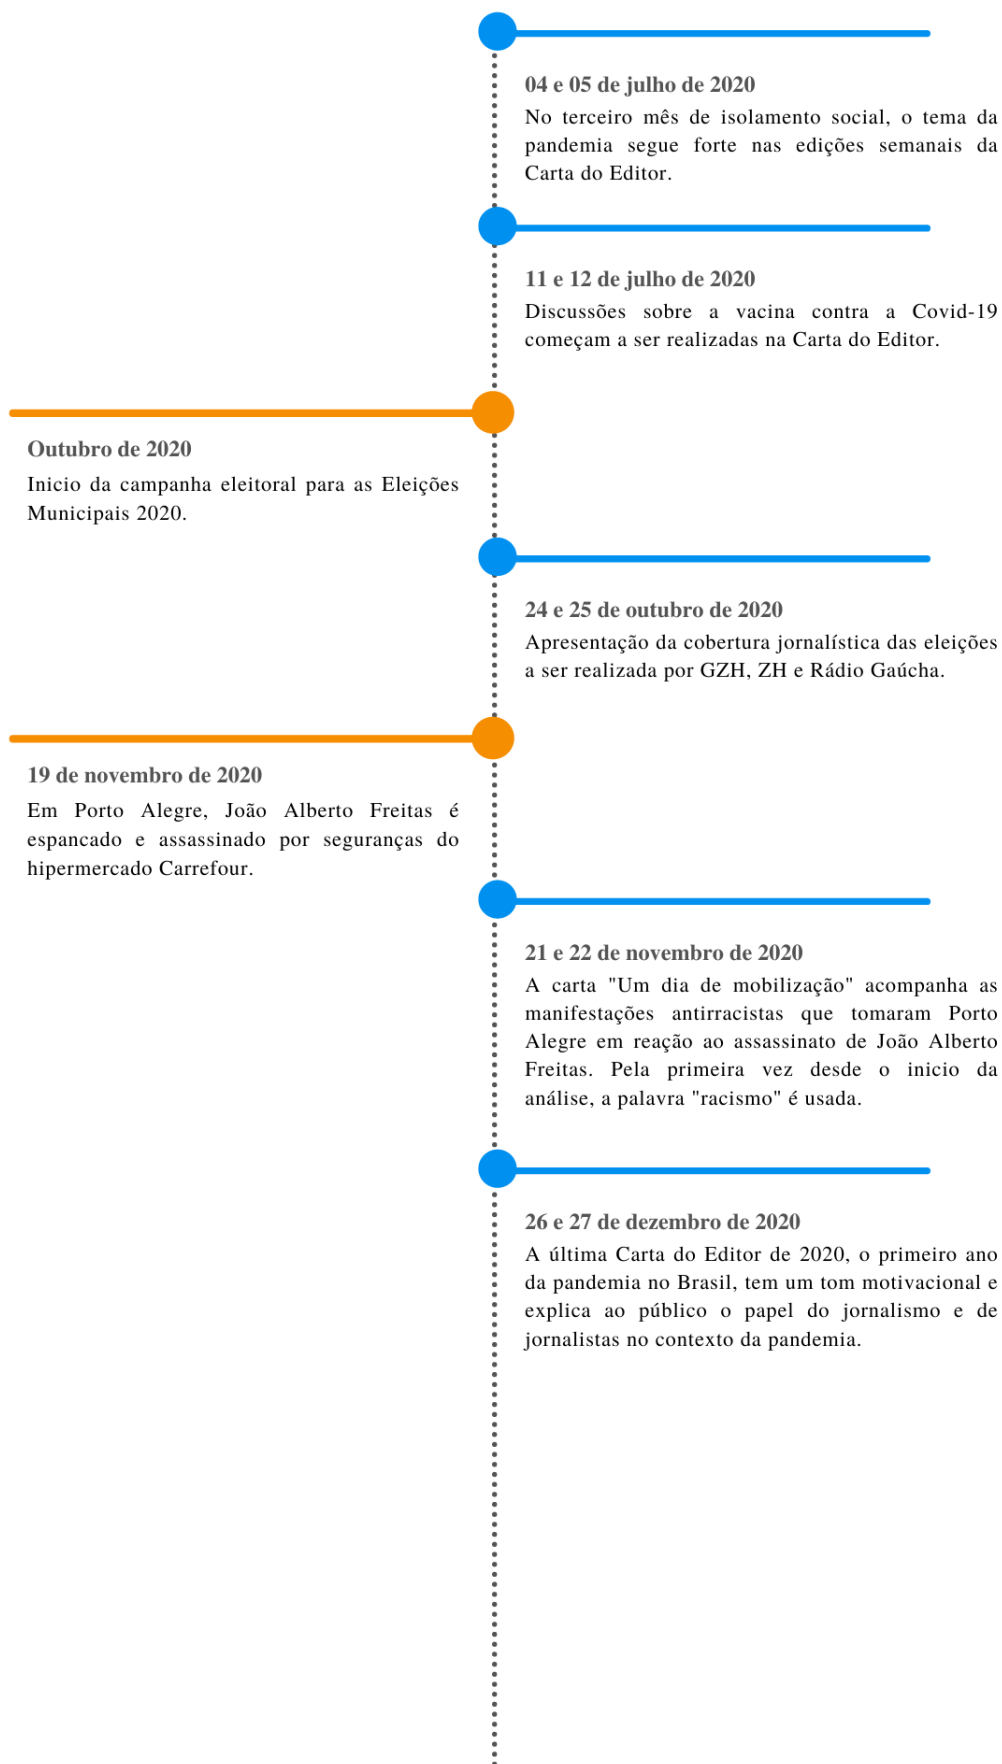 04 e 05 de julho de 2020
No terceiro mês de isolamento social, o tema da
pandemia segue forte nas edições semanais da
Carta do Editor.
11 e 12 de julho de 2020
Discussões sobre a vacina contra a Covid-19
começam a ser realizadas na Carta do Editor.
Outubro de 2020
Inicio da campanha eleitoral para as Eleições
Municipais 2020.
24 e 25 de outubro de 2020
Apresentação da cobertura jornalística das eleições
a ser realizada por GZH, ZH e Rádio Gaúcha.
19 de novembro de 2020
Em Porto Alegre, João Alberto Freitas é
espancado e assassinado por seguranças do
hipermercado Carrefour.
21 e 22 de novembro de 2020
A carta "Um dia de mobilização" acompanha as
manifestações antirracistas que tomaram Porto
Alegre em reação ao assassinato de João Alberto
Freitas. Pela primeira vez desde o inicio da
análise, a palavra "racismo" é usada.
26 e 27 de dezembro de 2020
A última Carta do Editor de 2020, o primeiro ano
da pandemia no Brasil, tem um tom motivacional e
explica ao público o papel do jornalismo e de
jornalistas no contexto da pandemia.